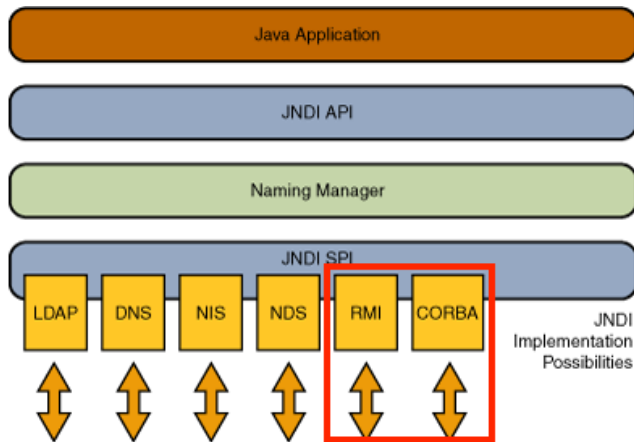 Java Application
JNDI API
Naming Manager
JNDI SPI
LDAP
DNS
NIS
NDS
RMI
CORBA
JNDI
Implementation
Possibilities